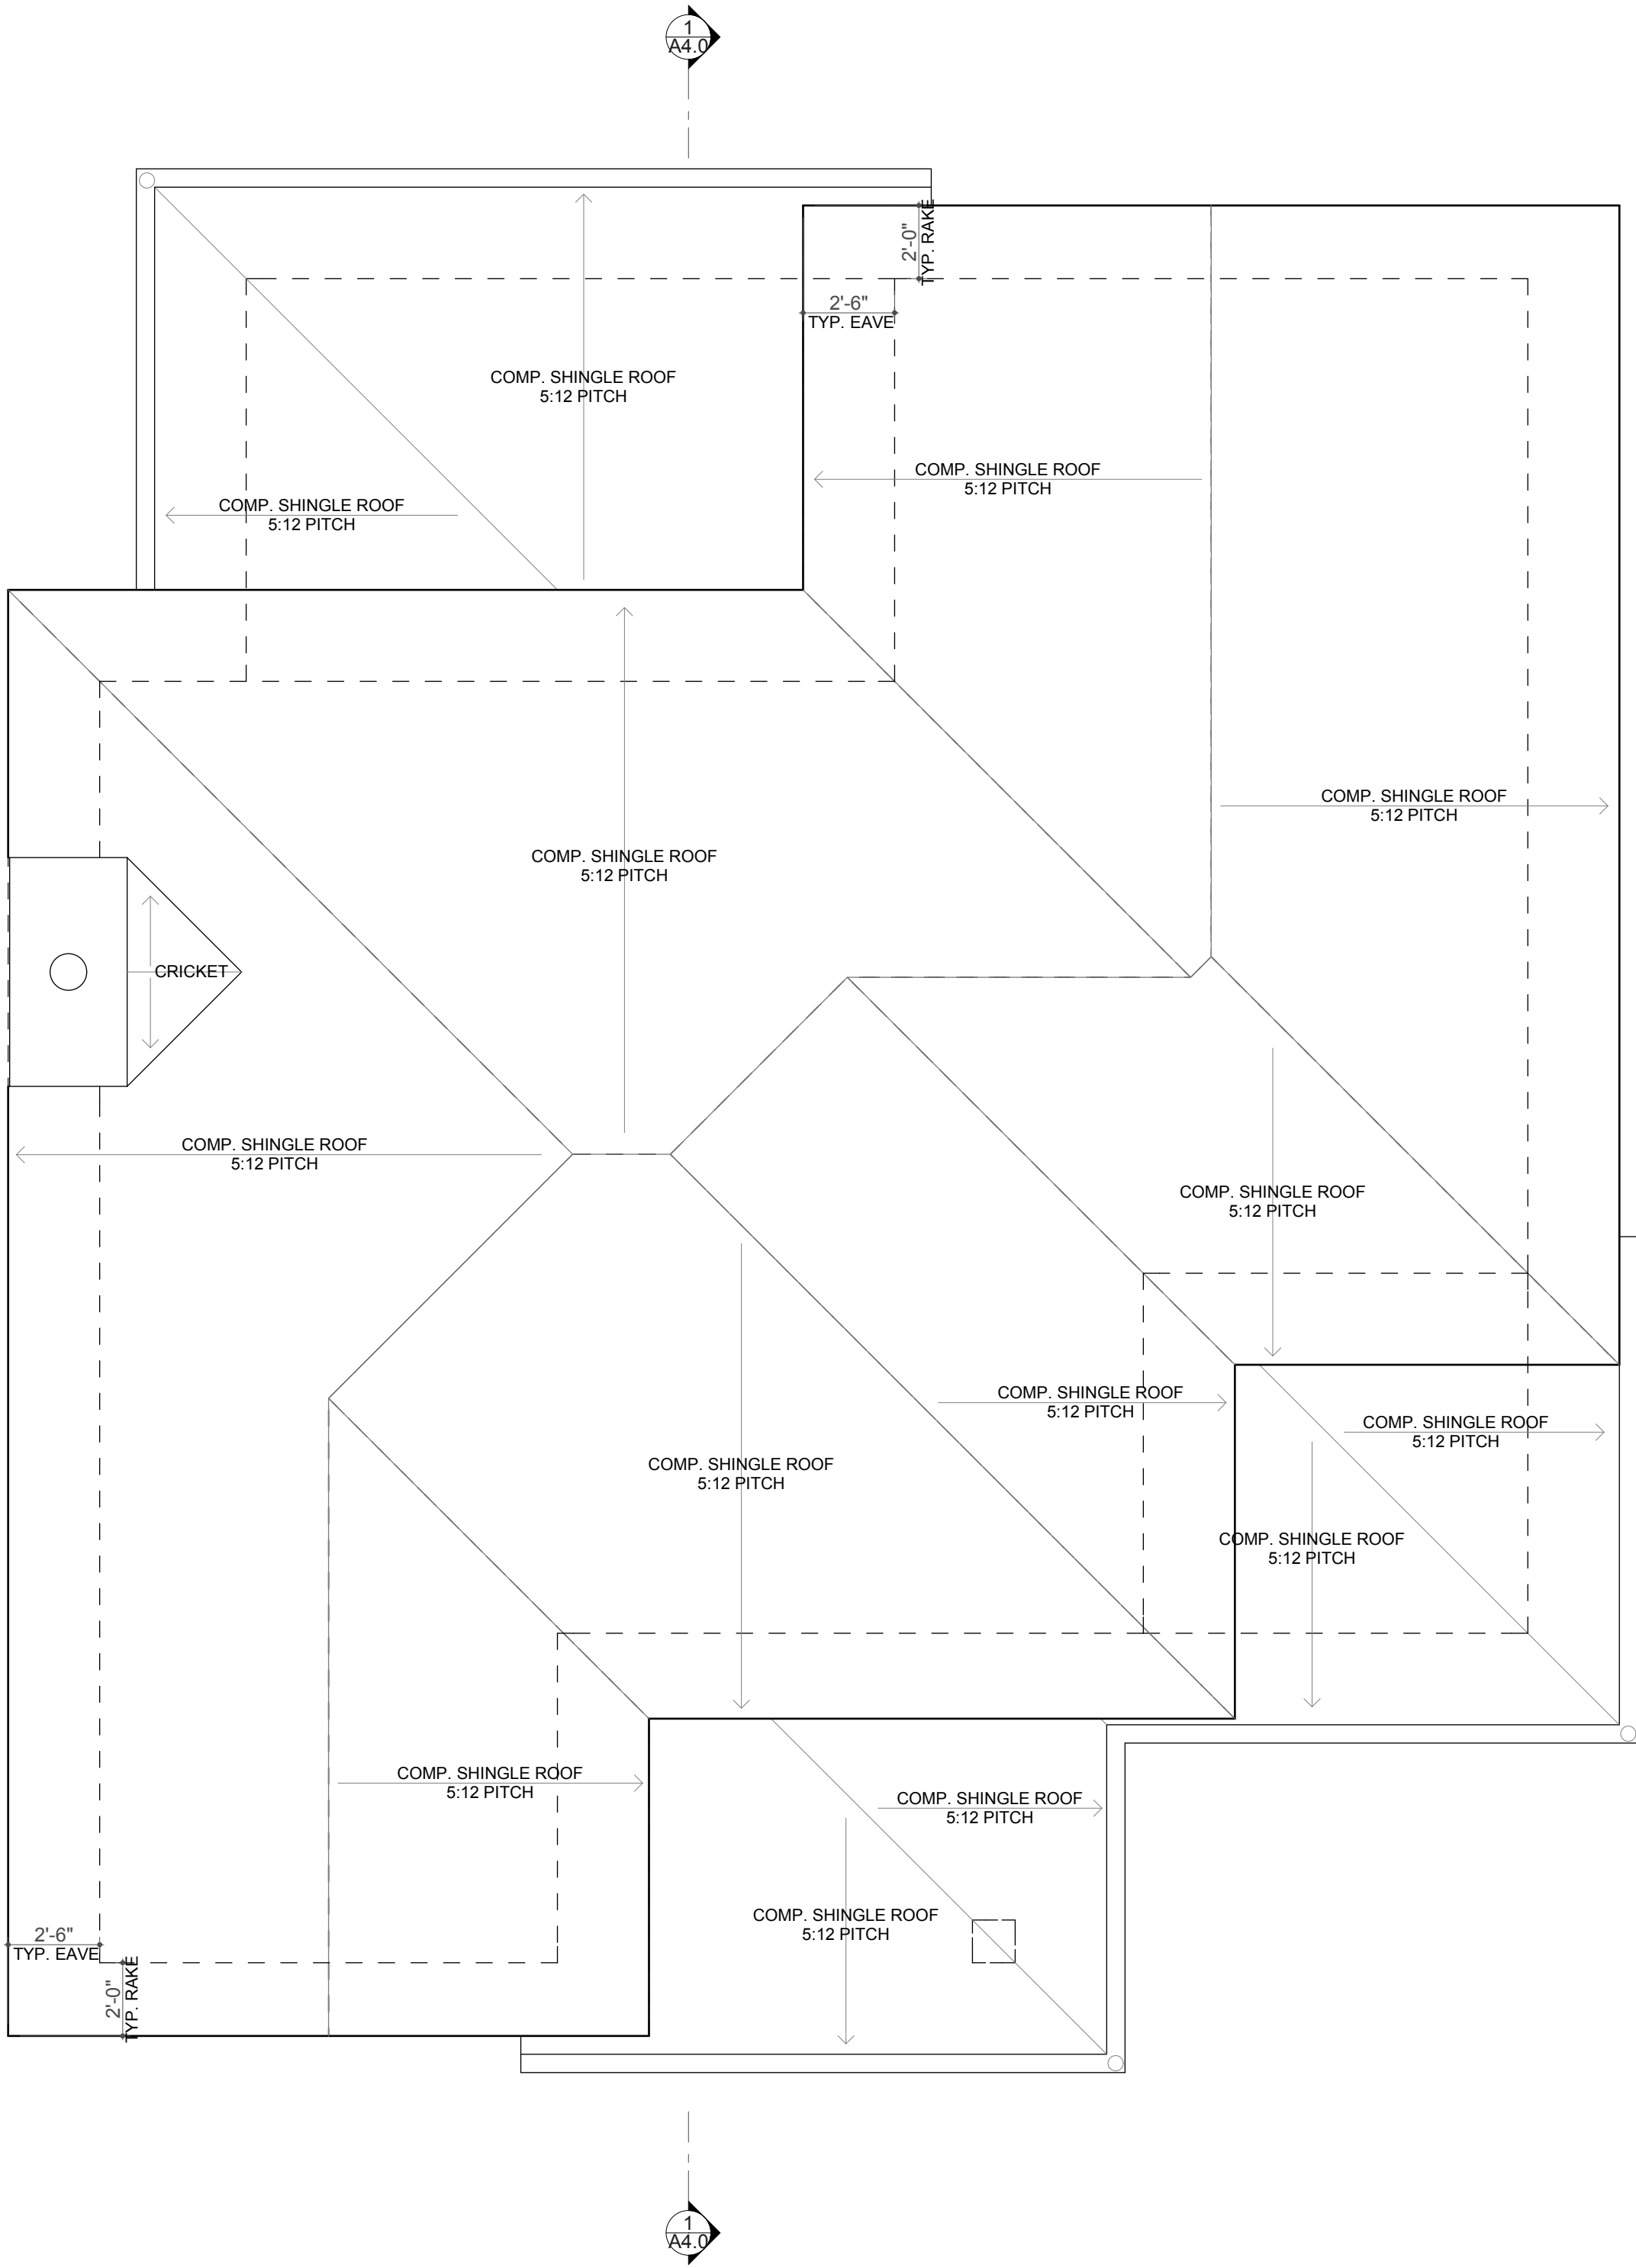 1
A4.0
2'-0"
TYP. RAKE
2'-6"
TYP. EAVE
COMP. SHINGLE ROOF
5:12 PITCH
COMP. SHINGLE ROOF
5:12 PITCH
COMP. SHINGLE ROOF
5:12 PITCH
COMP. SHINGLE ROOF
5:12 PITCH
COMP. SHINGLE ROOF
5:12 PITCH
CRICKET
COMP. SHINGLE ROOF
5:12 PITCH
COMP. SHINGLE ROOF
5:12 PITCH
COMP. SHINGLE ROOF
5:12 PITCH
COMP. SHINGLE ROOF
5:12 PITCH
COMP. SHINGLE ROOF
5:12 PITCH
COMP. SHINGLE ROOF
5:12 PITCH
COMP. SHINGLE ROOF
5:12 PITCH
COMP. SHINGLE ROOF
5:12 PITCH
COMP. SHINGLE ROOF
5:12 PITCH
2'-6"
TYP. EAVE
2'-0"
TYP. RAKE
1
A4.0